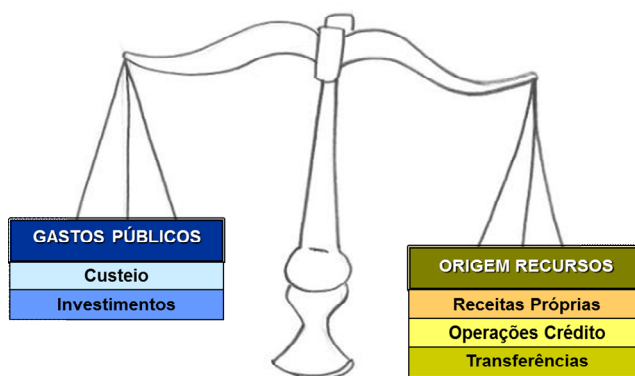 GASTOS PÚBLICOS
Custeio
Investimentos
ORIGEM RECURSOS
Receitas Próprias
Operações Crédito
Transferências